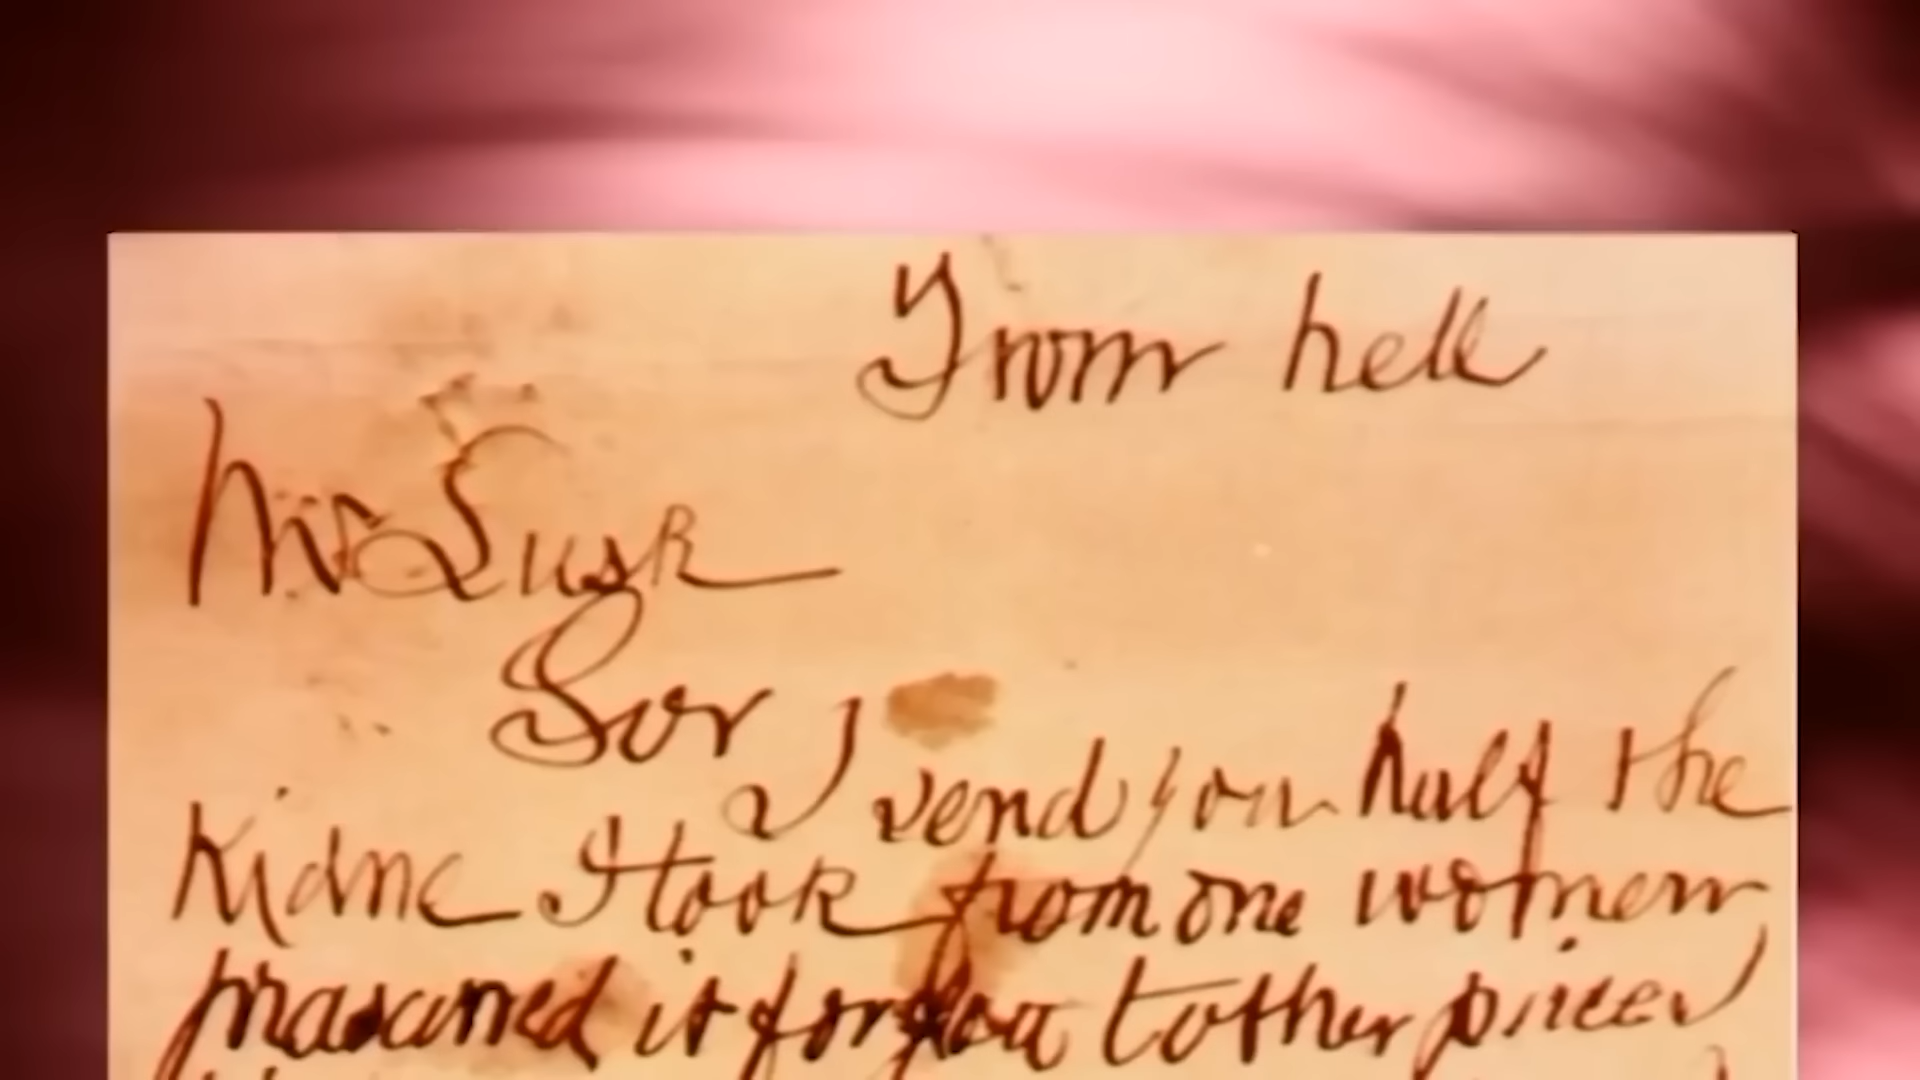 From hell
Mr Lusk
Sor
I send you half the
Kidne I took from one women
prasarved it for you tother piece